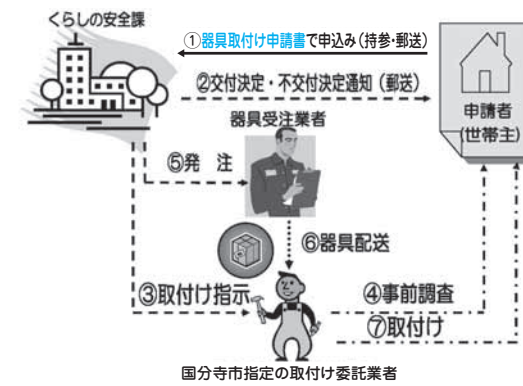 くらしの安全課
①器具取付け申請書で申込み(持参・郵送)
②交付決定・不交付決定通知(郵送)
申請者
(世帯主)
器具受注業者
⑤発 注
⑥器具配送
③取付け指示
④事前調査
⑦取付け
国分寺市指定の取付け委託業者